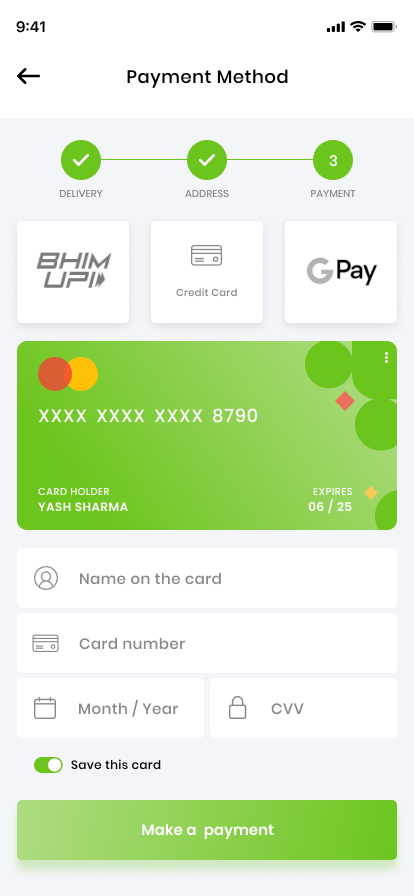 9:41
Payment Method
3
DELIVERY ADDRESS PAYMENT
BHIM
UPI
Credit Card
G Pay
XXXX XXXX XXXX 8790
CARD HOLDER
YASH SHARMA
EXPIRES
06 / 25
Name on the card
Card number
Month / Year
CVV
Save this card
Make a payment